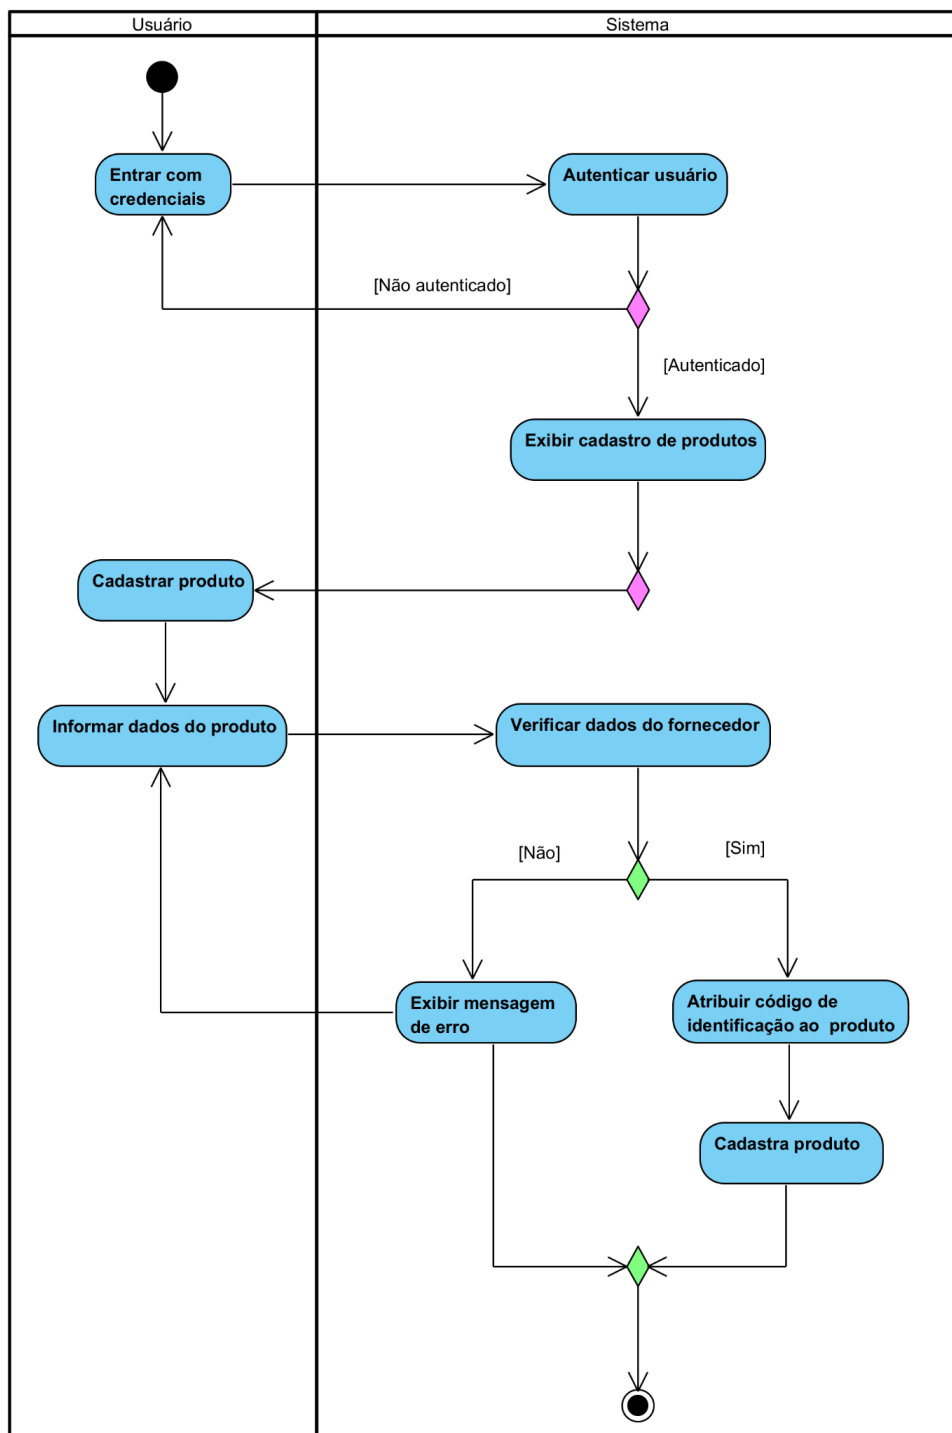 Usuário
Sistema
Entrar com
credenciais
Autenticar usuário
[Não autenticado]
[Autenticado]
Exibir cadastro de produtos
Cadastrar produto
Informar dados do produto
Verificar dados do fornecedor
[Não]
[Sim]
Exibir mensagem
de erro
Atribuir código de
identificação ao  produto
Cadastra produto